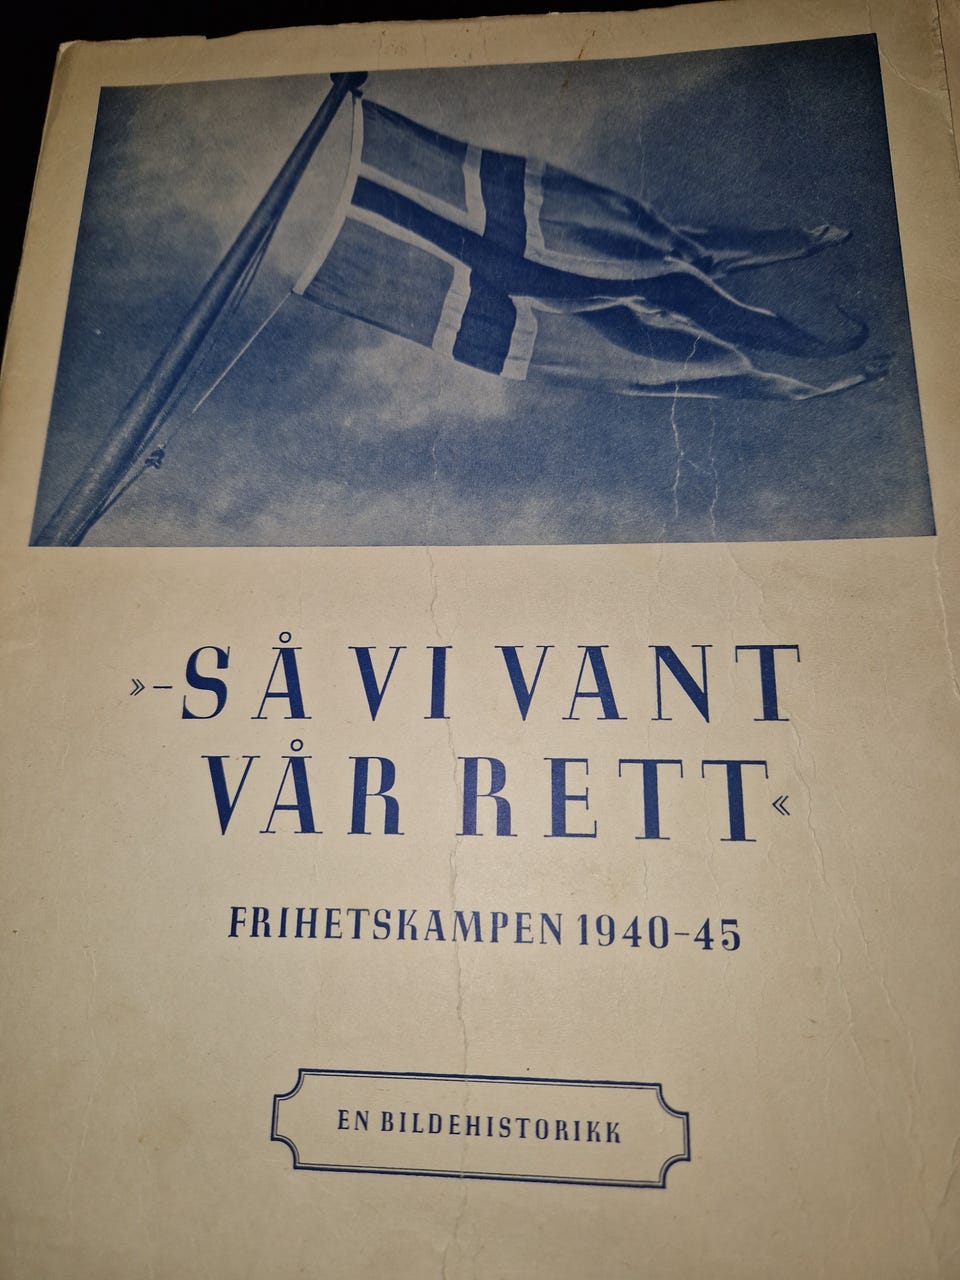 »–SÅ VI VANT
VÅR RETT«
FRIHETSKAMPEN 1940–45
EN BILDEHISTORIKK